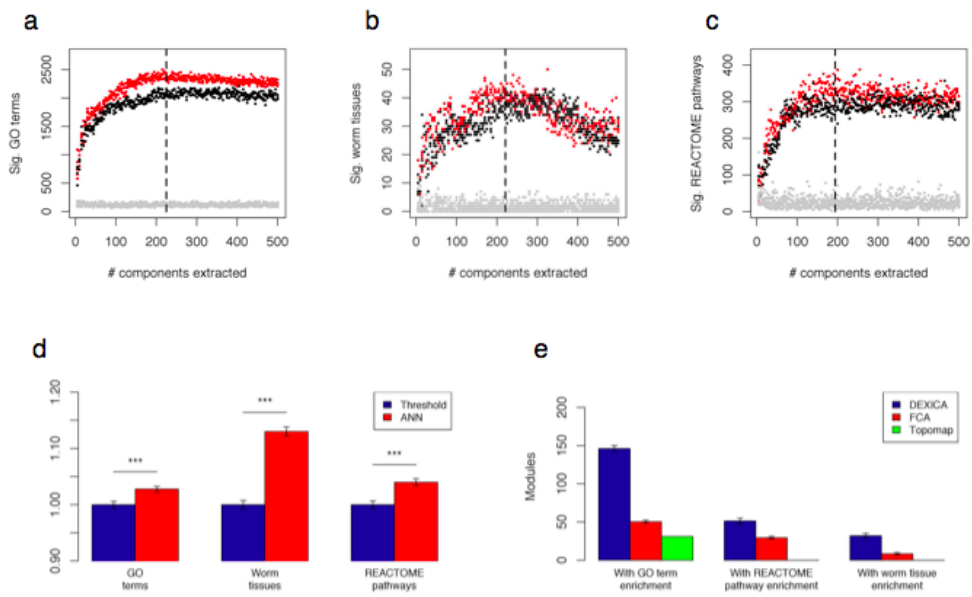 a
b
c
Sig. GO terms
0
500
1500
2500
0
100
200
300
400
500
# components extracted
Sig. worm tissues
0
10
20
30
40
50
0
100
200
300
400
500
# components extracted
Sig. REACTOME pathways
0
100
200
300
400
0
100
200
300
400
500
# components extracted
d
e
0.90
1.00
1.10
1.20
***
***
***
Threshold
ANN
GO
terms
Worm
tissues
REACTOME
pathways
Modules
0
50
100
150
200
DEXICA
FCA
Topomap
With GO term
enrichment
With REACTOME
pathway enrichment
With worm tissue
enrichment